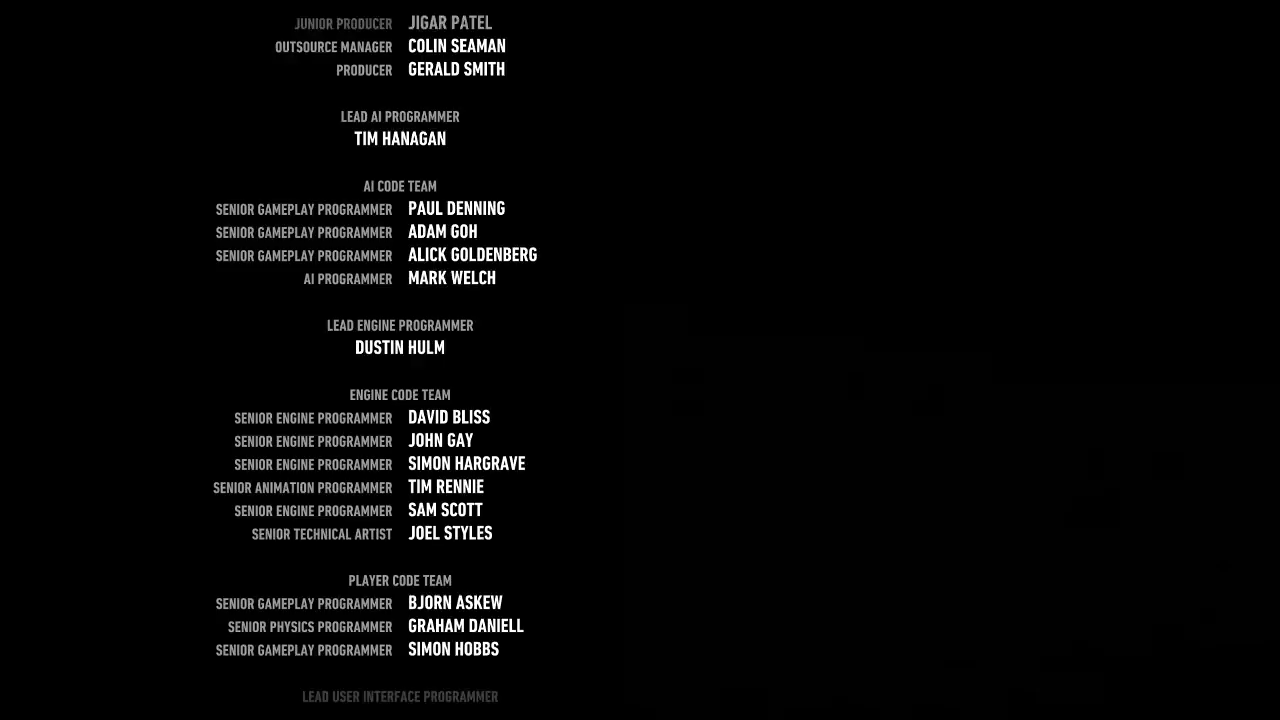 JUNIOR PRODUCER JIGAR PATEL
OUTSOURCE MANAGER COLIN SEAMAN
PRODUCER GERALD SMITH
LEAD AI PROGRAMMER
TIM HANAGAN
AI CODE TEAM
SENIOR GAMEPLAY PROGRAMMER PAUL DENNING
SENIOR GAMEPLAY PROGRAMMER ADAM GOH
SENIOR GAMEPLAY PROGRAMMER ALICK GOLDENBERG
AI PROGRAMMER MARK WELCH
LEAD ENGINE PROGRAMMER
DUSTIN HULM
ENGINE CODE TEAM
SENIOR ENGINE PROGRAMMER DAVID BLISS
SENIOR ENGINE PROGRAMMER JOHN GAY
SENIOR ENGINE PROGRAMMER SIMON HARGRAVE
SENIOR ANIMATION PROGRAMMER TIM RENNIE
SENIOR ENGINE PROGRAMMER SAM SCOTT
SENIOR TECHNICAL ARTIST JOEL STYLES
PLAYER CODE TEAM
SENIOR GAMEPLAY PROGRAMMER BJORN ASKEW
SENIOR PHYSICS PROGRAMMER GRAHAM DANIELL
SENIOR GAMEPLAY PROGRAMMER SIMON HOBBS
LEAD USER INTERFACE PROGRAMMER